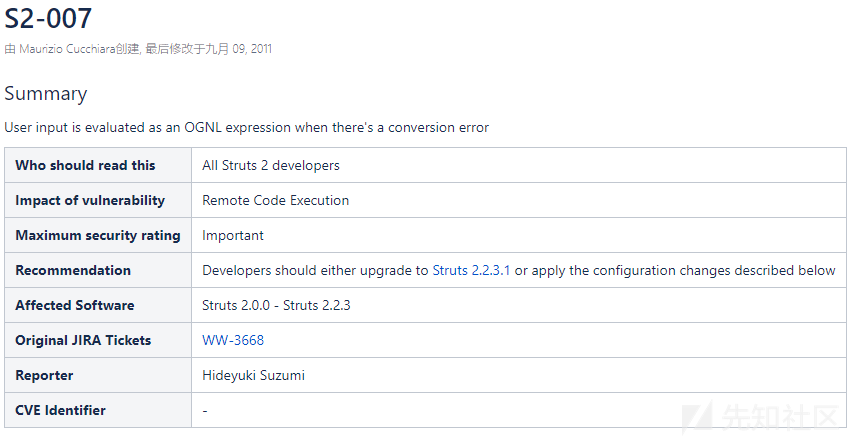 S2-007
由 Maurizio Cucchiara创建, 最后修改于九月 09, 2011
Summary
User input is evaluated as an OGNL expression when there's a conversion error
Who should read this All Struts 2 developers
Impact of vulnerability Remote Code Execution
Maximum security rating Important
Recommendation Developers should either upgrade to Struts 2.2.3.1 or apply the configuration changes described below
Affected Software Struts 2.0.0 - Struts 2.2.3
Original JIRA Tickets WW-3668
Reporter Hideyuki Suzumi
CVE Identifier -
先知社区